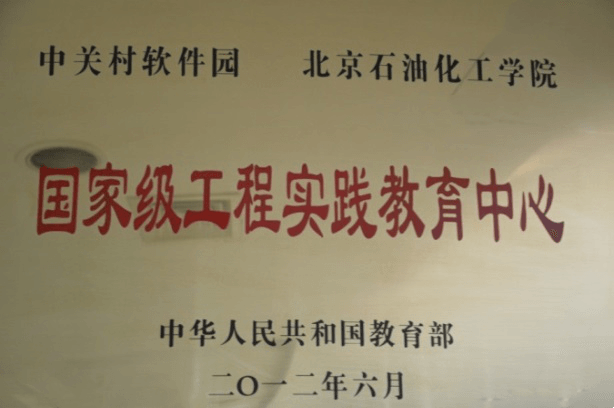 中关村软件园 北京石油化工学院
国家级工程实践教育中心
中华人民共和国教育部
二〇一二年六月